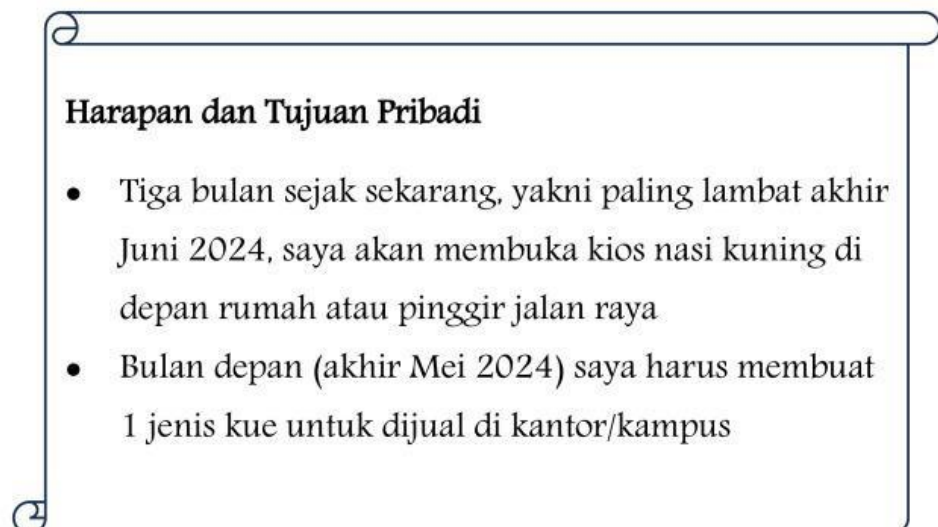 Harapan dan Tujuan Pribadi
• Tiga bulan sejak sekarang, yakni paling lambat akhir
Juni 2024, saya akan membuka kios nasi kuning di
depan rumah atau pinggir jalan raya
• Bulan depan (akhir Mei 2024) saya harus membuat
1 jenis kue untuk dijual di kantor/kampus